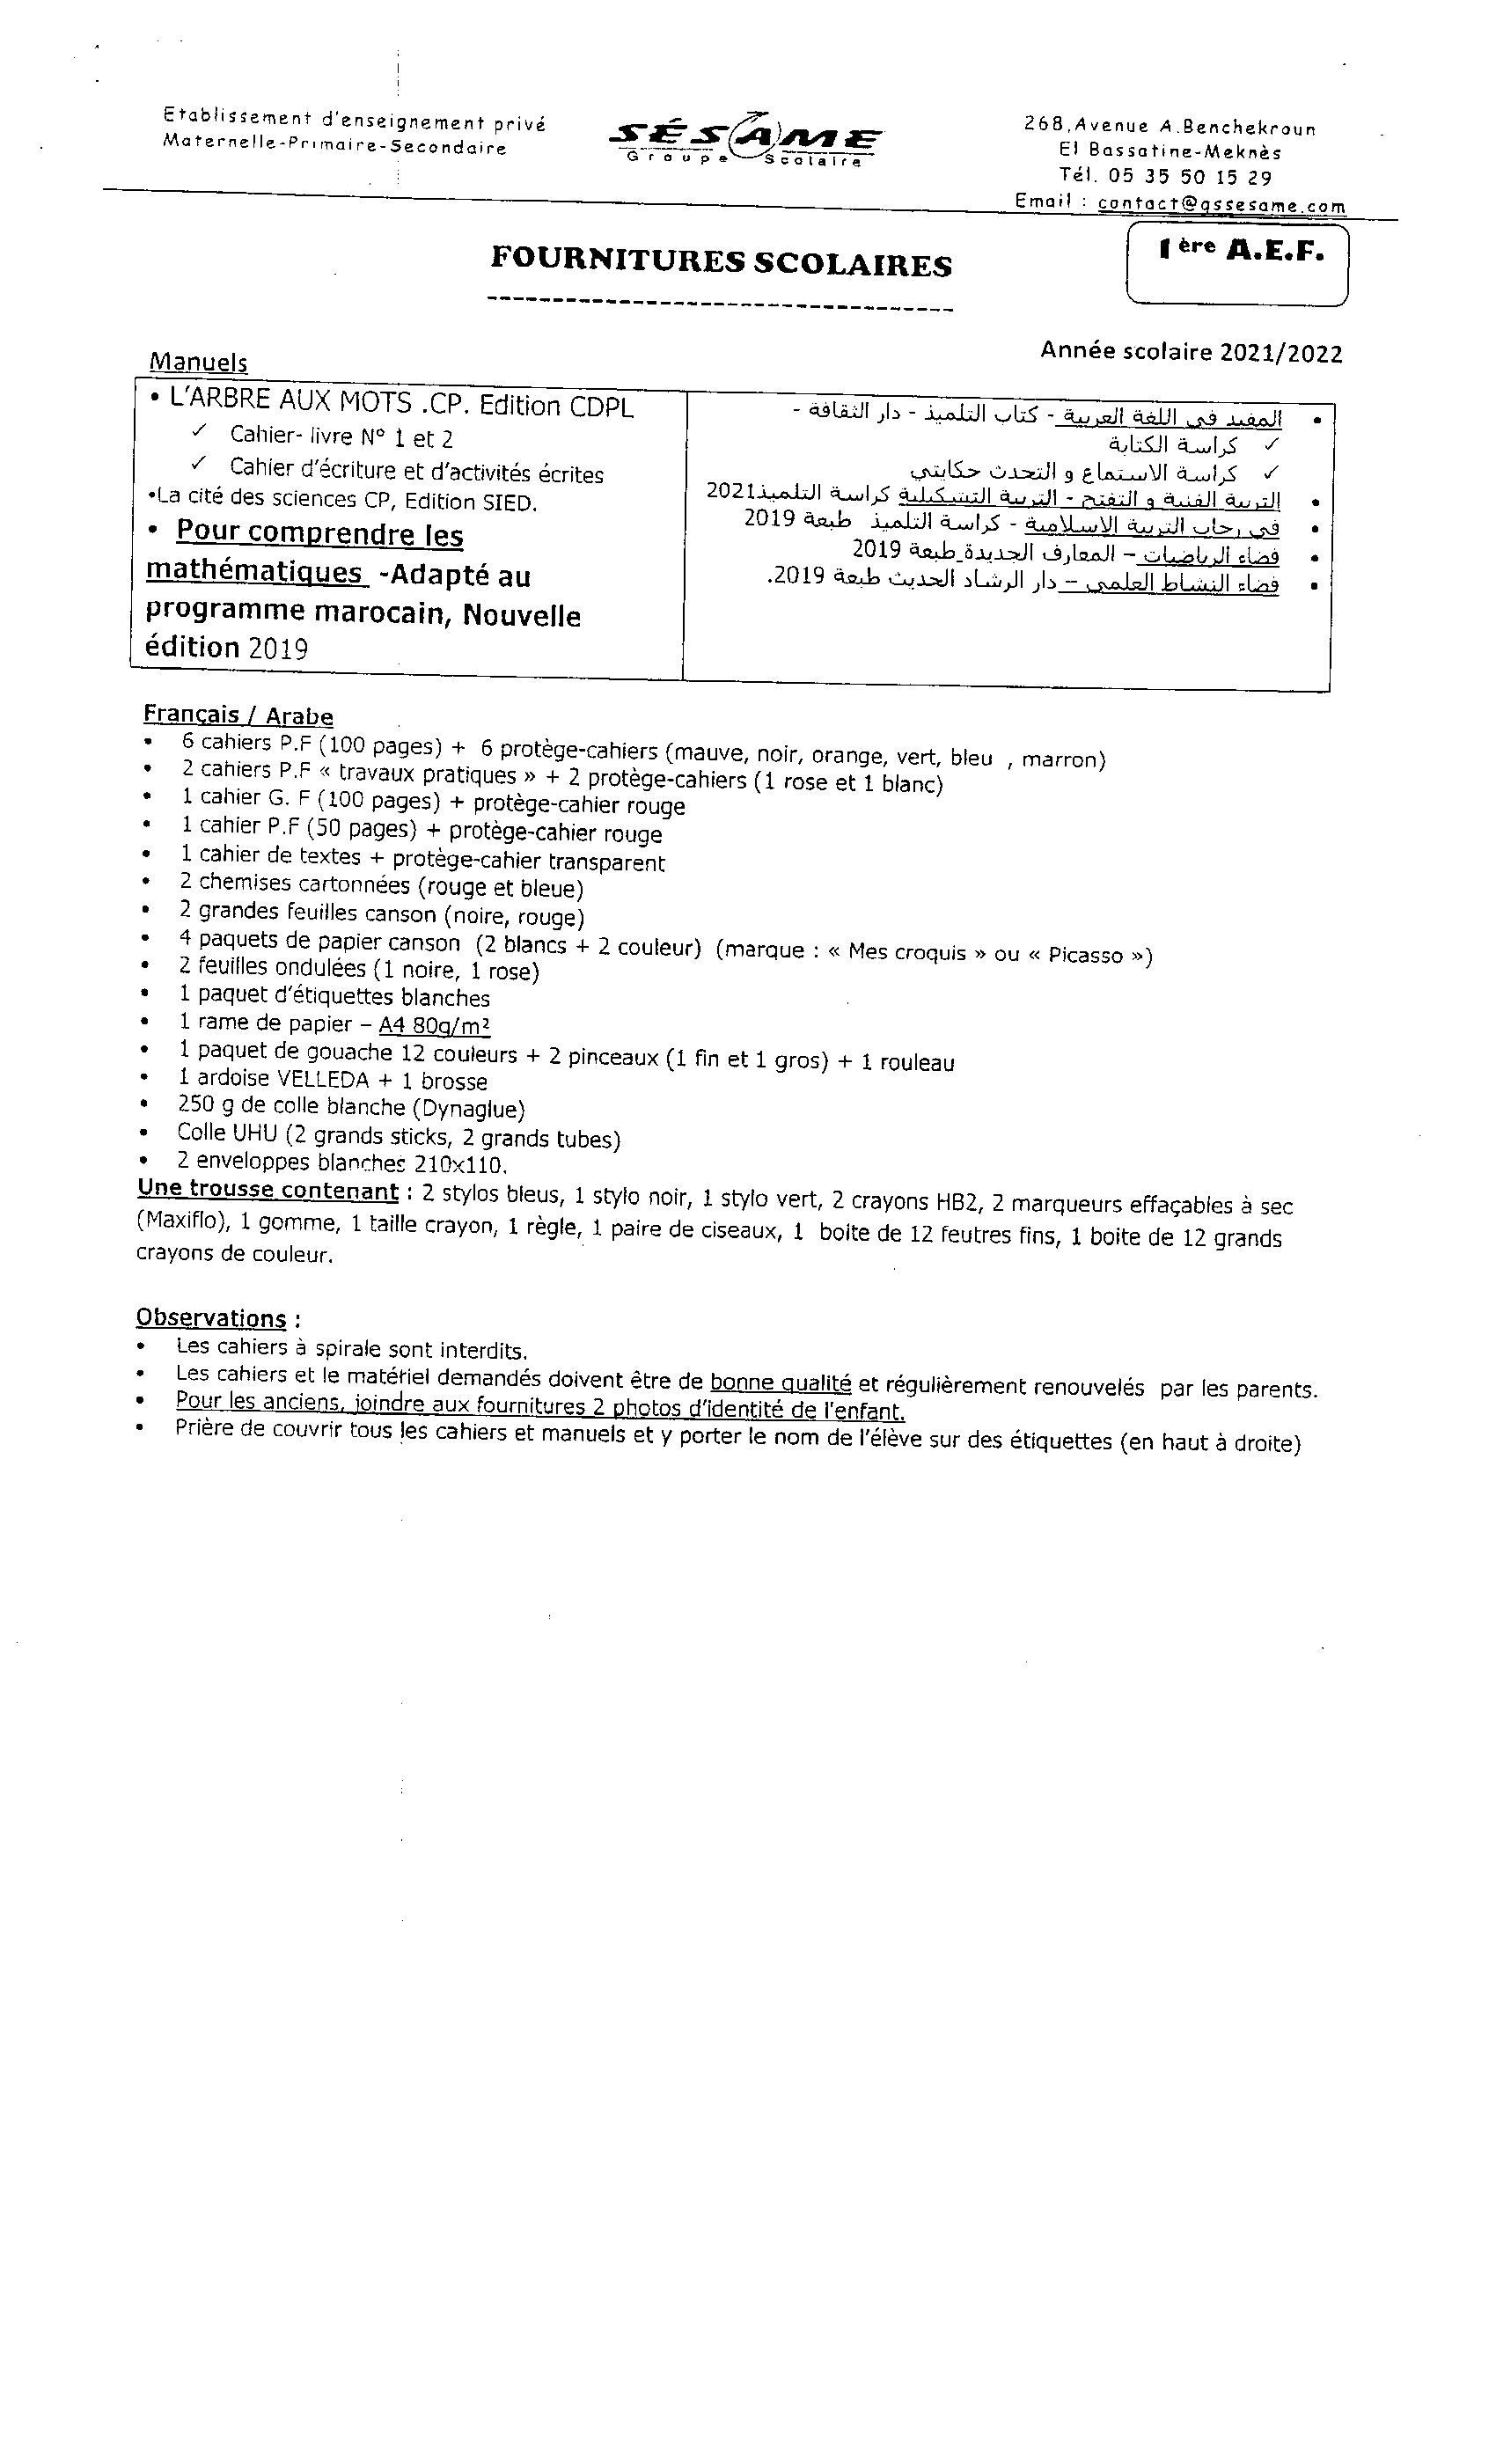 Etablissement d'enseignement privé
Maternelle-Primaire-Secondaire
SÉSAME
Groupe Scolaire
268,Avenue A.Benchekroun
El Bassatine-Meknès
Tél. 05 35 50 15 29
Email : contact@gssesame.com
FOURNITURES SCOLAIRES
1ère A.E.F.
Année scolaire 2021/2022
Manuels
• L'ARBRE AUX MOTS .CP. Edition CDPL
✓ Cahier- livre N° 1 et 2
✓ Cahier d'écriture et d'activités écrites
•La cité des sciences CP, Edition SIED.
• Pour comprendre les
mathématiques -Adapté au
programme marocain, Nouvelle
édition 2019
• المفيد في اللغة العربية - كتاب التلميذ - دار الثقافة -
✓ كراسة الكتابة
✓ كراسة الاستماع و التحدث حكايتي
• التربية الفنية و التفتح - التربية التشكيلية كراسة التلميذ2021
• في رحاب التربية الاسلامية - كراسة التلميذ طبعة 2019
• فضاء الرياضيات – المعارف الجديدة_طبعة 2019
• فضاء النشاط العلمي – دار الرشاد الحديث طبعة 2019.
Français / Arabe
• 6 cahiers P.F (100 pages) + 6 protège-cahiers (mauve, noir, orange, vert, bleu , marron)
• 2 cahiers P.F « travaux pratiques » + 2 protège-cahiers (1 rose et 1 blanc)
• 1 cahier G. F (100 pages) + protège-cahier rouge
• 1 cahier P.F (50 pages) + protège-cahier rouge
• 1 cahier de textes + protège-cahier transparent
• 2 chemises cartonnées (rouge et bleue)
• 2 grandes feuilles canson (noire, rouge)
• 4 paquets de papier canson (2 blancs + 2 couleur) (marque : « Mes croquis » ou « Picasso »)
• 2 feuilles ondulées (1 noire, 1 rose)
• 1 paquet d'étiquettes blanches
• 1 rame de papier – A4 80g/m²
• 1 paquet de gouache 12 couleurs + 2 pinceaux (1 fin et 1 gros) + 1 rouleau
• 1 ardoise VELLEDA + 1 brosse
• 250 g de colle blanche (Dynaglue)
• Colle UHU (2 grands sticks, 2 grands tubes)
• 2 enveloppes blanches 210x110.
Une trousse contenant : 2 stylos bleus, 1 stylo noir, 1 stylo vert, 2 crayons HB2, 2 marqueurs effaçables à sec
(Maxiflo), 1 gomme, 1 taille crayon, 1 règle, 1 paire de ciseaux, 1 boite de 12 feutres fins, 1 boite de 12 grands
crayons de couleur.
Observations :
• Les cahiers à spirale sont interdits.
• Les cahiers et le matériel demandés doivent être de bonne qualité et régulièrement renouvelés par les parents.
• Pour les anciens, joindre aux fournitures 2 photos d'identité de l'enfant.
• Prière de couvrir tous les cahiers et manuels et y porter le nom de l'élève sur des étiquettes (en haut à droite)